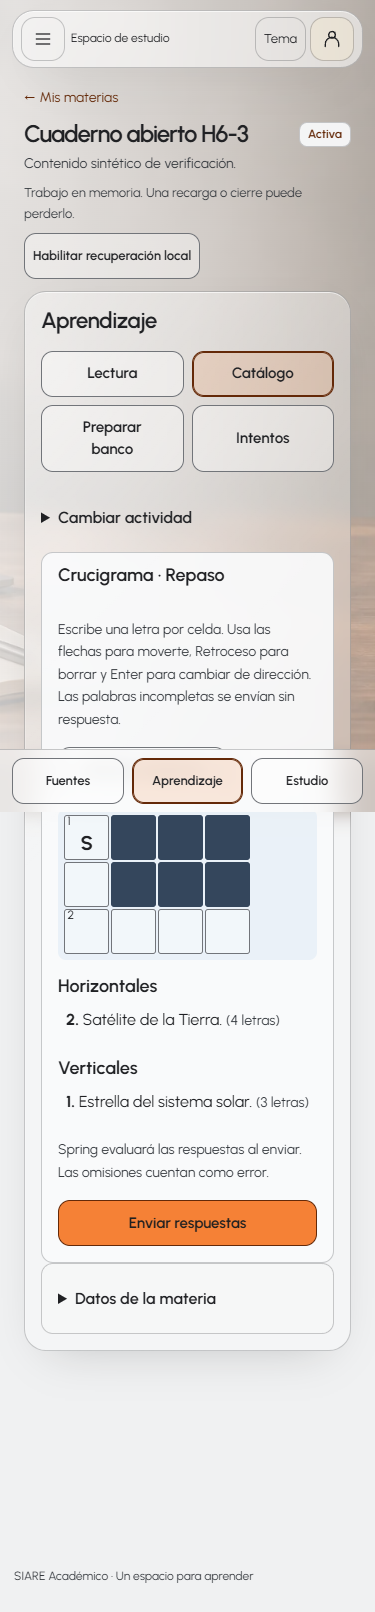 Espacio de estudio
Tema
← Mis materias
Cuaderno abierto H6-3
Activa
Contenido sintético de verificación.
Trabajo en memoria. Una recarga o cierre puede
perderlo.
Habilitar recuperación local
Aprendizaje
Lectura
Catálogo
Preparar
banco
Intentos
▶ Cambiar actividad
Crucigrama · Repaso
Escribe una letra por celda. Usa las
flechas para moverte, Retroceso para
borrar y Enter para cambiar de dirección.
Las palabras incompletas se envían sin
respuesta.
Fuentes
Aprendizaje
Estudio
1
S
2
Horizontales
2. Satélite de la Tierra. (4 letras)
Verticales
1. Estrella del sistema solar. (3 letras)
Spring evaluará las respuestas al enviar.
Las omisiones cuentan como error.
Enviar respuestas
▶ Datos de la materia
SIARE Académico · Un espacio para aprender